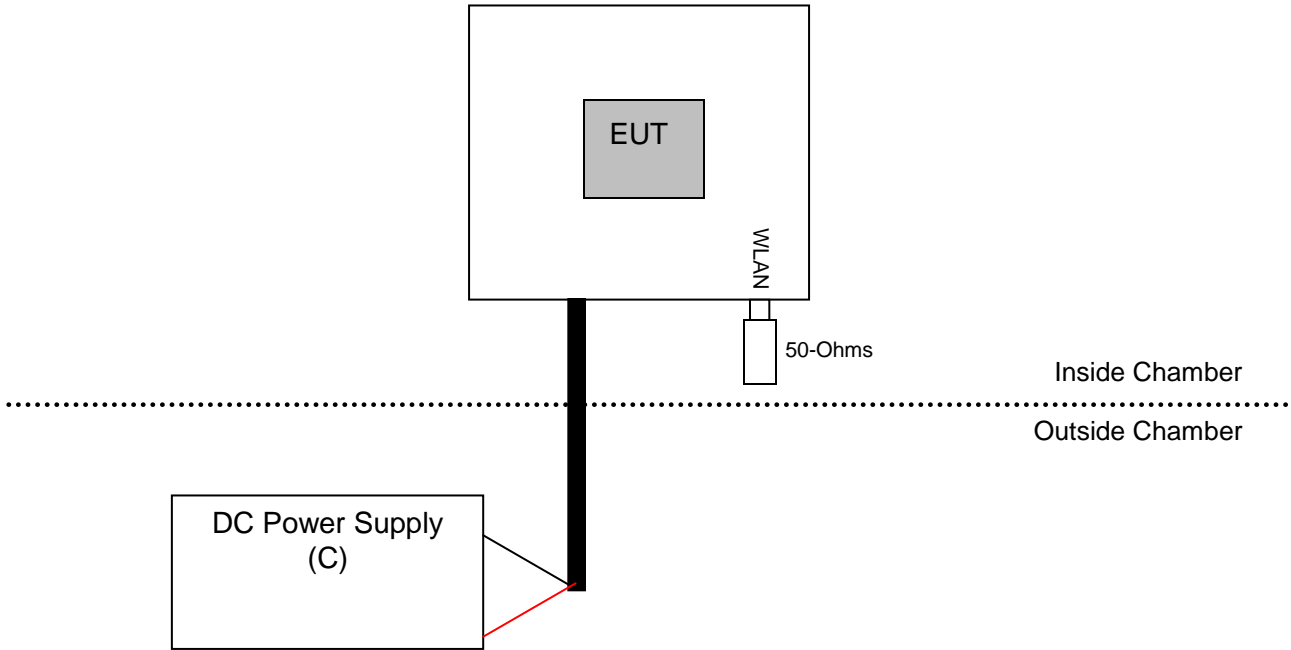 EUT
WLAN
50-Ohms
Inside Chamber
Outside Chamber
DC Power Supply
(C)